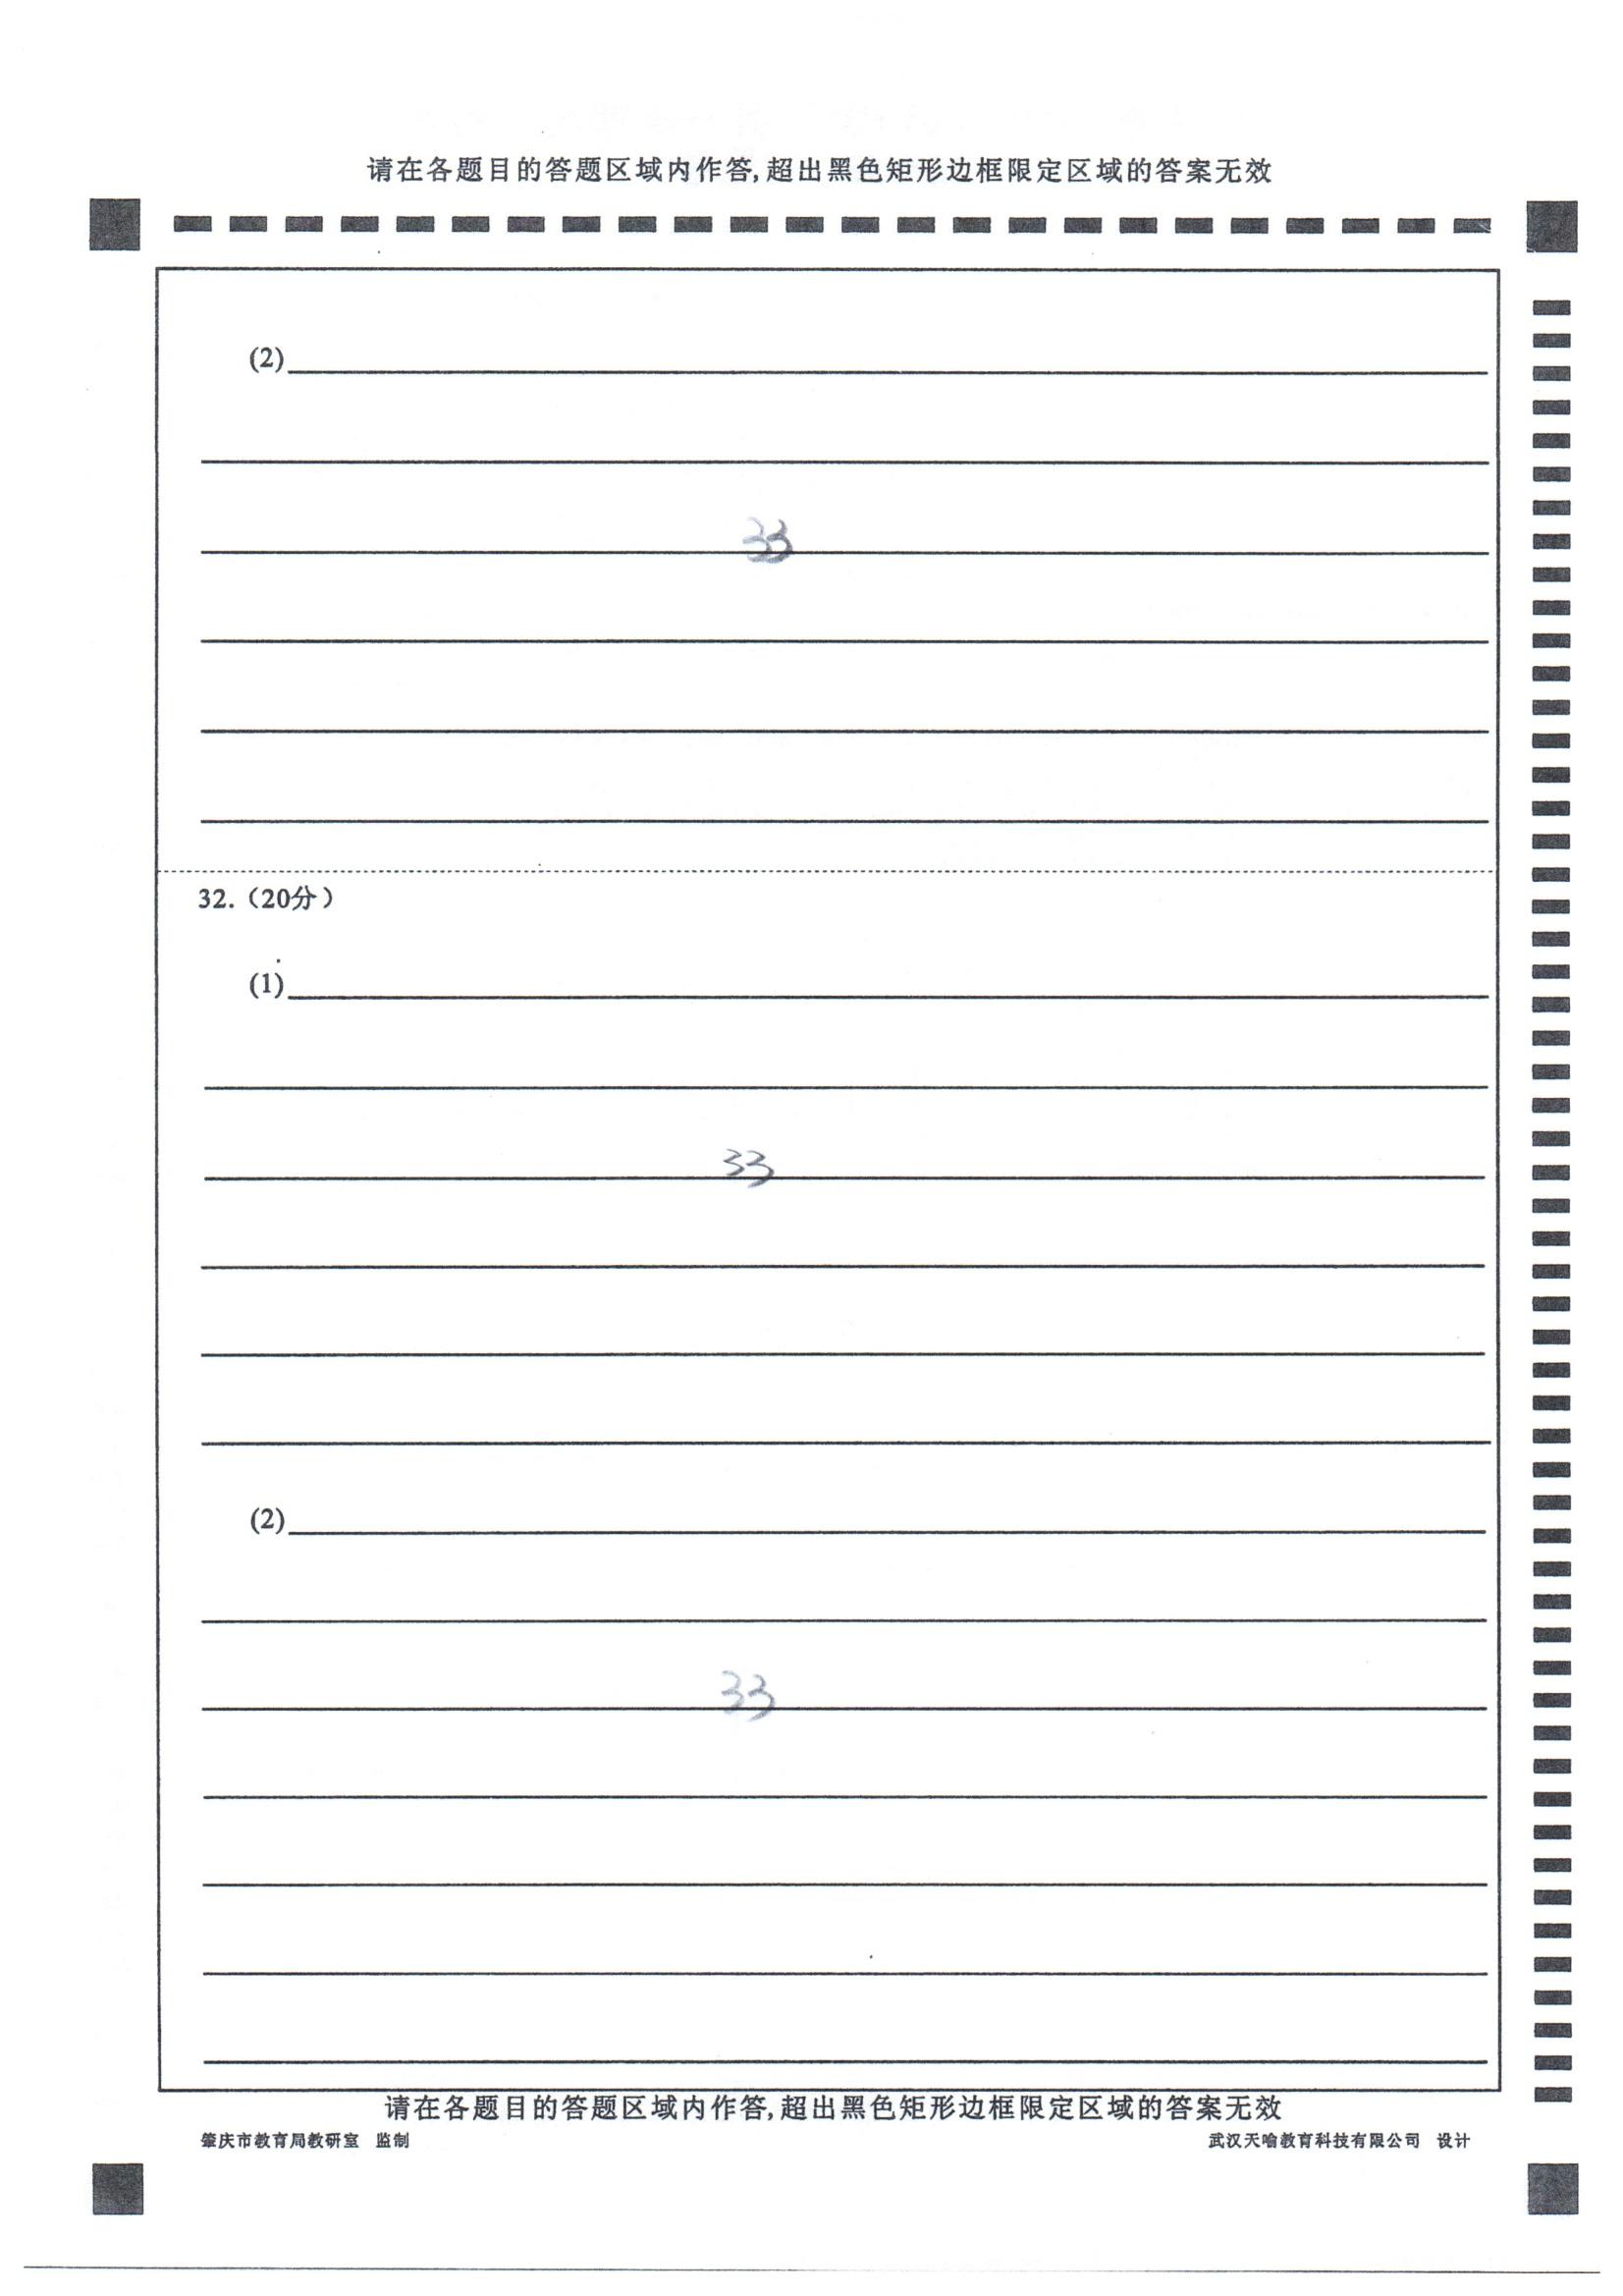 请在各题目的答题区域内作答,超出黑色矩形边框限定区域的答案无效
(2)
33
32.（20分）
(1)
33
(2)
33
请在各题目的答题区域内作答,超出黑色矩形边框限定区域的答案无效
肇庆市教育局教研室 监制 武汉天喻教育科技有限公司 设计